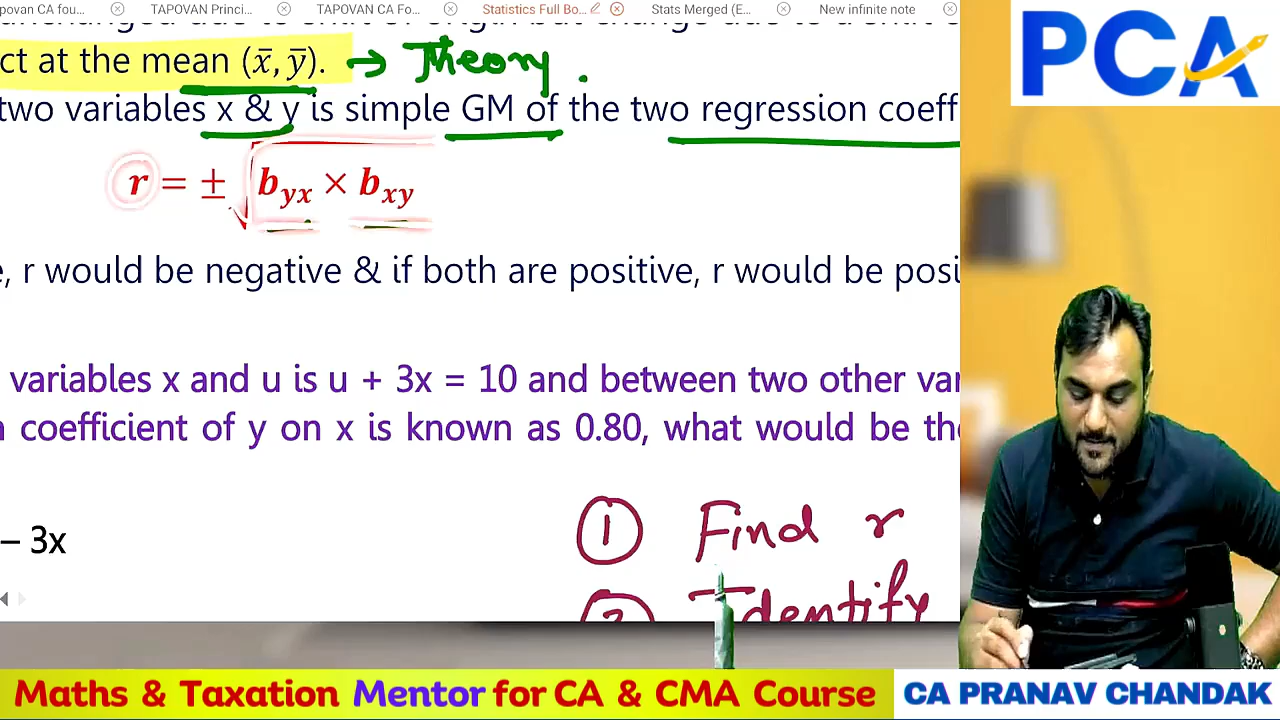 povan CA fou... TAPOVAN Princi... TAPOVAN CA Fo... Statistics Full Bo... Stats Merged (E... New infinite note
ct at the mean (x̄, ȳ). → Theory.
two variables x & y is simple GM of the two regression coeff
r = ± √b_yx × b_xy
e, r would be negative & if both are positive, r would be posi
variables x and u is u + 3x = 10 and between two other var
n coefficient of y on x is known as 0.80, what would be the
– 3x
① Find r
② Identify
PCA
Maths & Taxation Mentor for CA & CMA Course
CA PRANAV CHANDAK